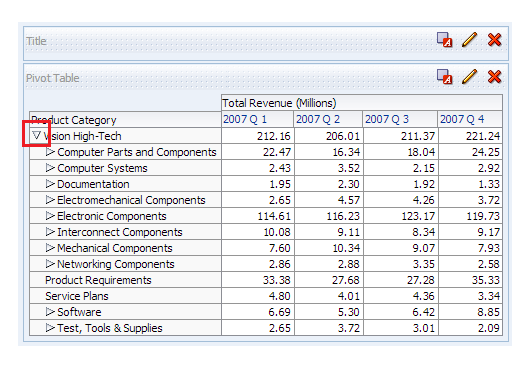 Title
Pivot Table
Total Revenue (Millions)
Product Category 2007 Q 1 2007 Q 2 2007 Q 3 2007 Q 4
Vision High-Tech 212.16 206.01 211.37 221.24
Computer Parts and Components 22.47 16.34 18.04 24.25
Computer Systems 2.43 3.52 2.15 2.92
Documentation 1.95 2.30 1.92 1.33
Electromechanical Components 2.65 4.57 4.26 3.72
Electronic Components 114.61 116.23 123.17 119.73
Interconnect Components 10.08 9.11 8.34 9.17
Mechanical Components 7.60 10.34 9.07 7.93
Networking Components 2.86 2.88 3.35 2.58
Product Requirements 33.38 27.68 27.28 35.33
Service Plans 4.80 4.01 4.36 3.34
Software 6.69 5.30 6.42 8.85
Test, Tools & Supplies 2.65 3.72 3.01 2.09